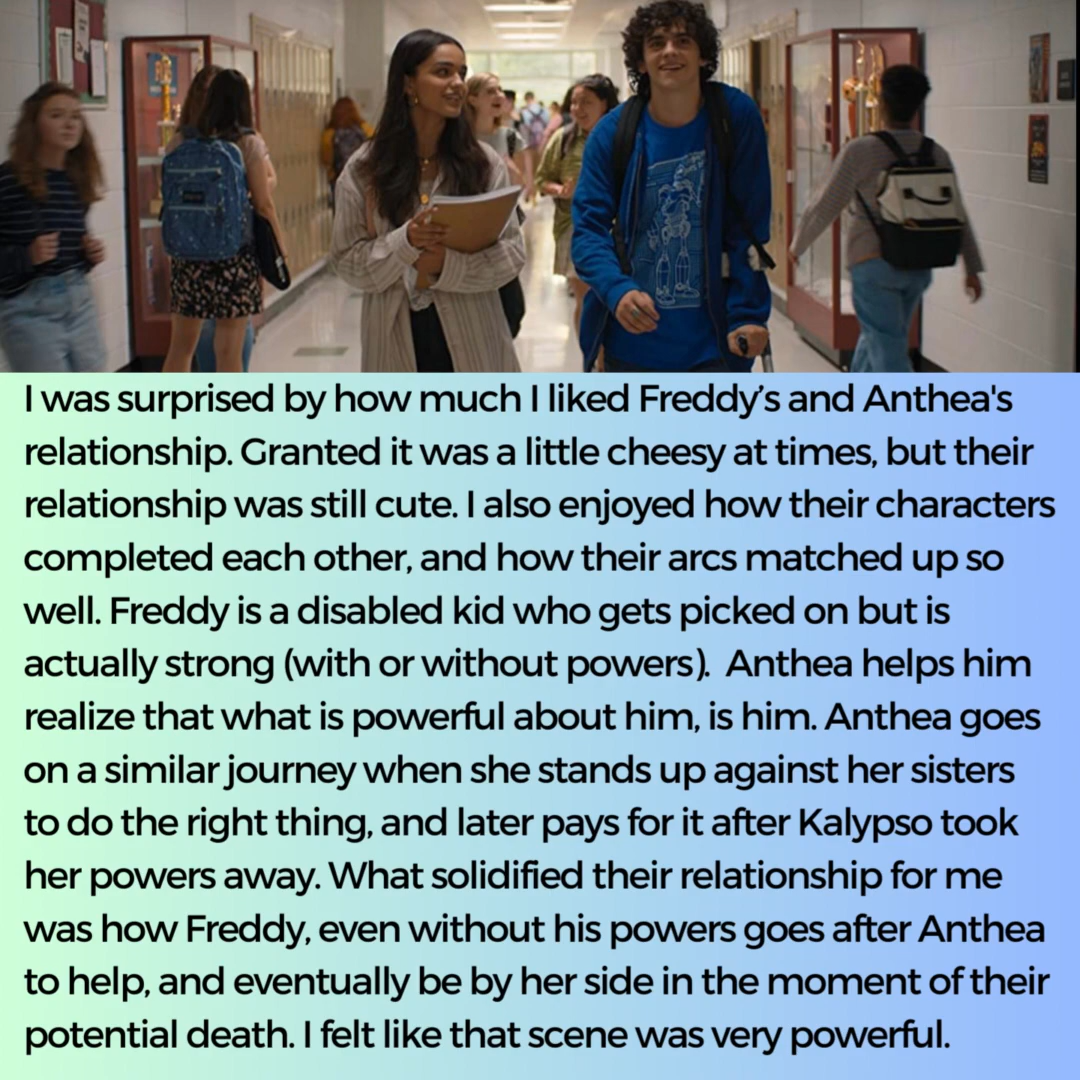 I was surprised by how much I liked Freddy’s and Anthea's
relationship. Granted it was a little cheesy at times, but their
relationship was still cute. I also enjoyed how their characters
completed each other, and how their arcs matched up so
well. Freddy is a disabled kid who gets picked on but is
actually strong (with or without powers).  Anthea helps him
realize that what is powerful about him, is him. Anthea goes
on a similar journey when she stands up against her sisters
to do the right thing, and later pays for it after Kalypso took
her powers away. What solidified their relationship for me
was how Freddy, even without his powers goes after Anthea
to help, and eventually be by her side in the moment of their
potential death. I felt like that scene was very powerful.